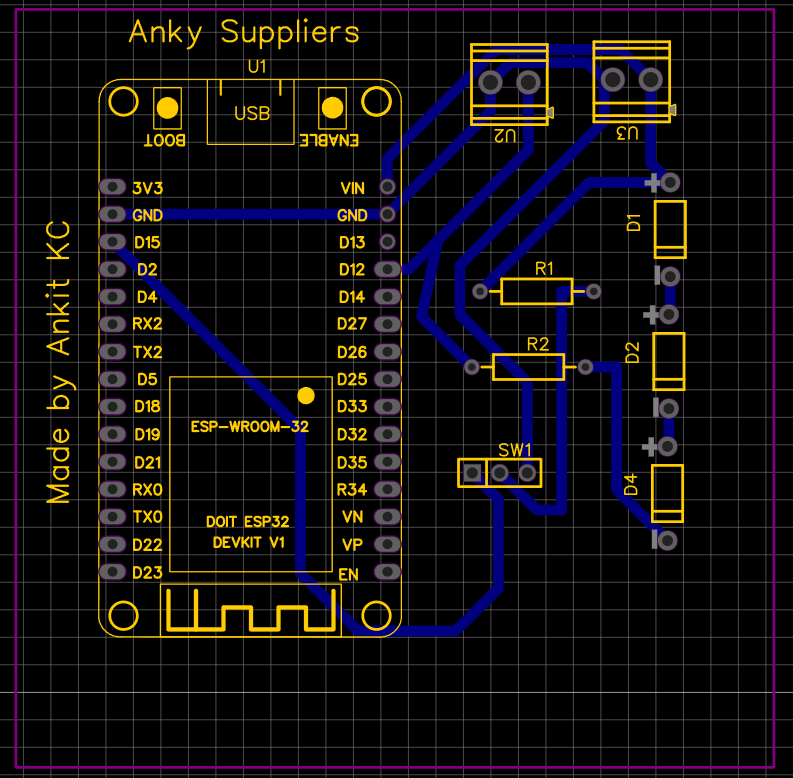 Anky Suppliers
U1
USB
BOOT
ENABLE
U2
U3
3V3
VIN
GND
GND
D15
D13
D2
D12
D4
D14
RX2
D27
TX2
D26
D5
D25
D18
D33
D19
D32
D21
D35
RX0
R34
TX0
VN
D22
VP
D23
EN
ESP-WROOM-32
DOIT ESP32
DEVKIT V1
Made by Ankit KC
D1
R1
D2
R2
SW1
D4